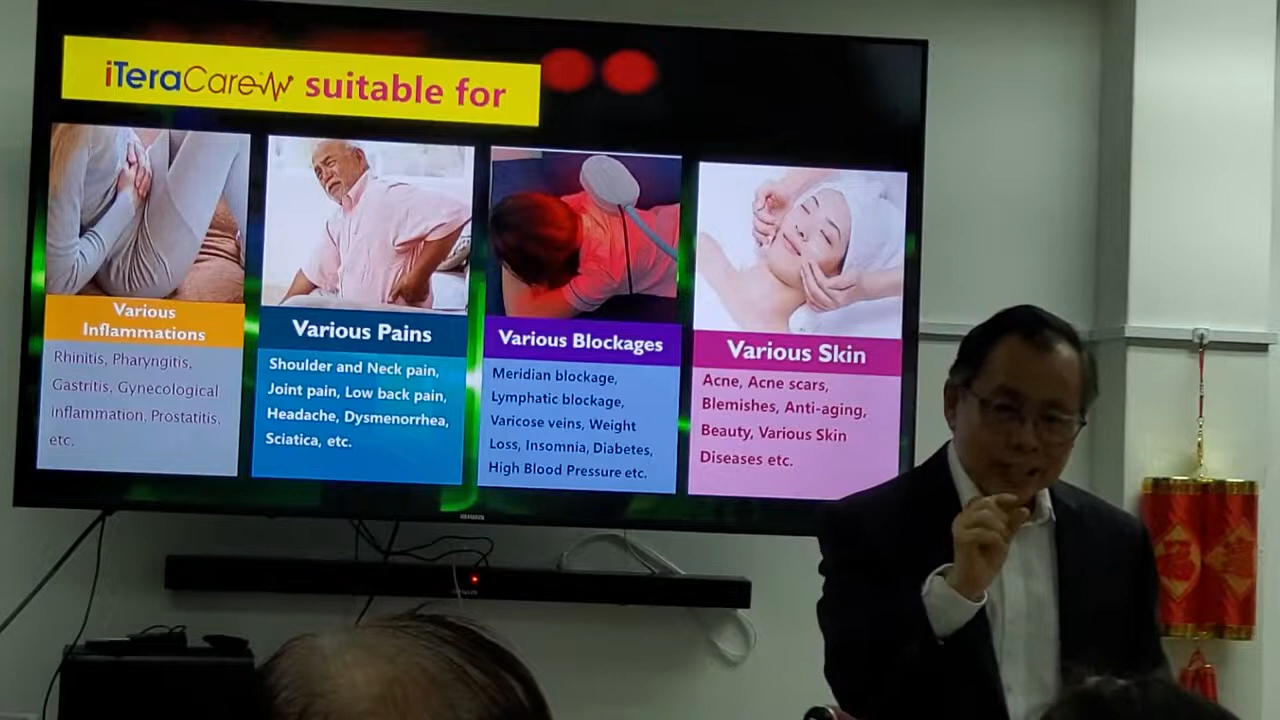 iTeraCare suitable for
Various
Inflammations
Rhinitis, Pharyngitis,
Gastritis, Gynecological
inflammation, Prostatitis,
etc.
Various Pains
Shoulder and Neck pain,
Joint pain, Low back pain,
Headache, Dysmenorrhea,
Sciatica, etc.
Various Blockages
Meridian blockage,
Lymphatic blockage,
Varicose veins, Weight
Loss, Insomnia, Diabetes,
High Blood Pressure etc.
Various Skin
Acne, Acne scars,
Blemishes, Anti-aging,
Beauty, Various Skin
Diseases etc.